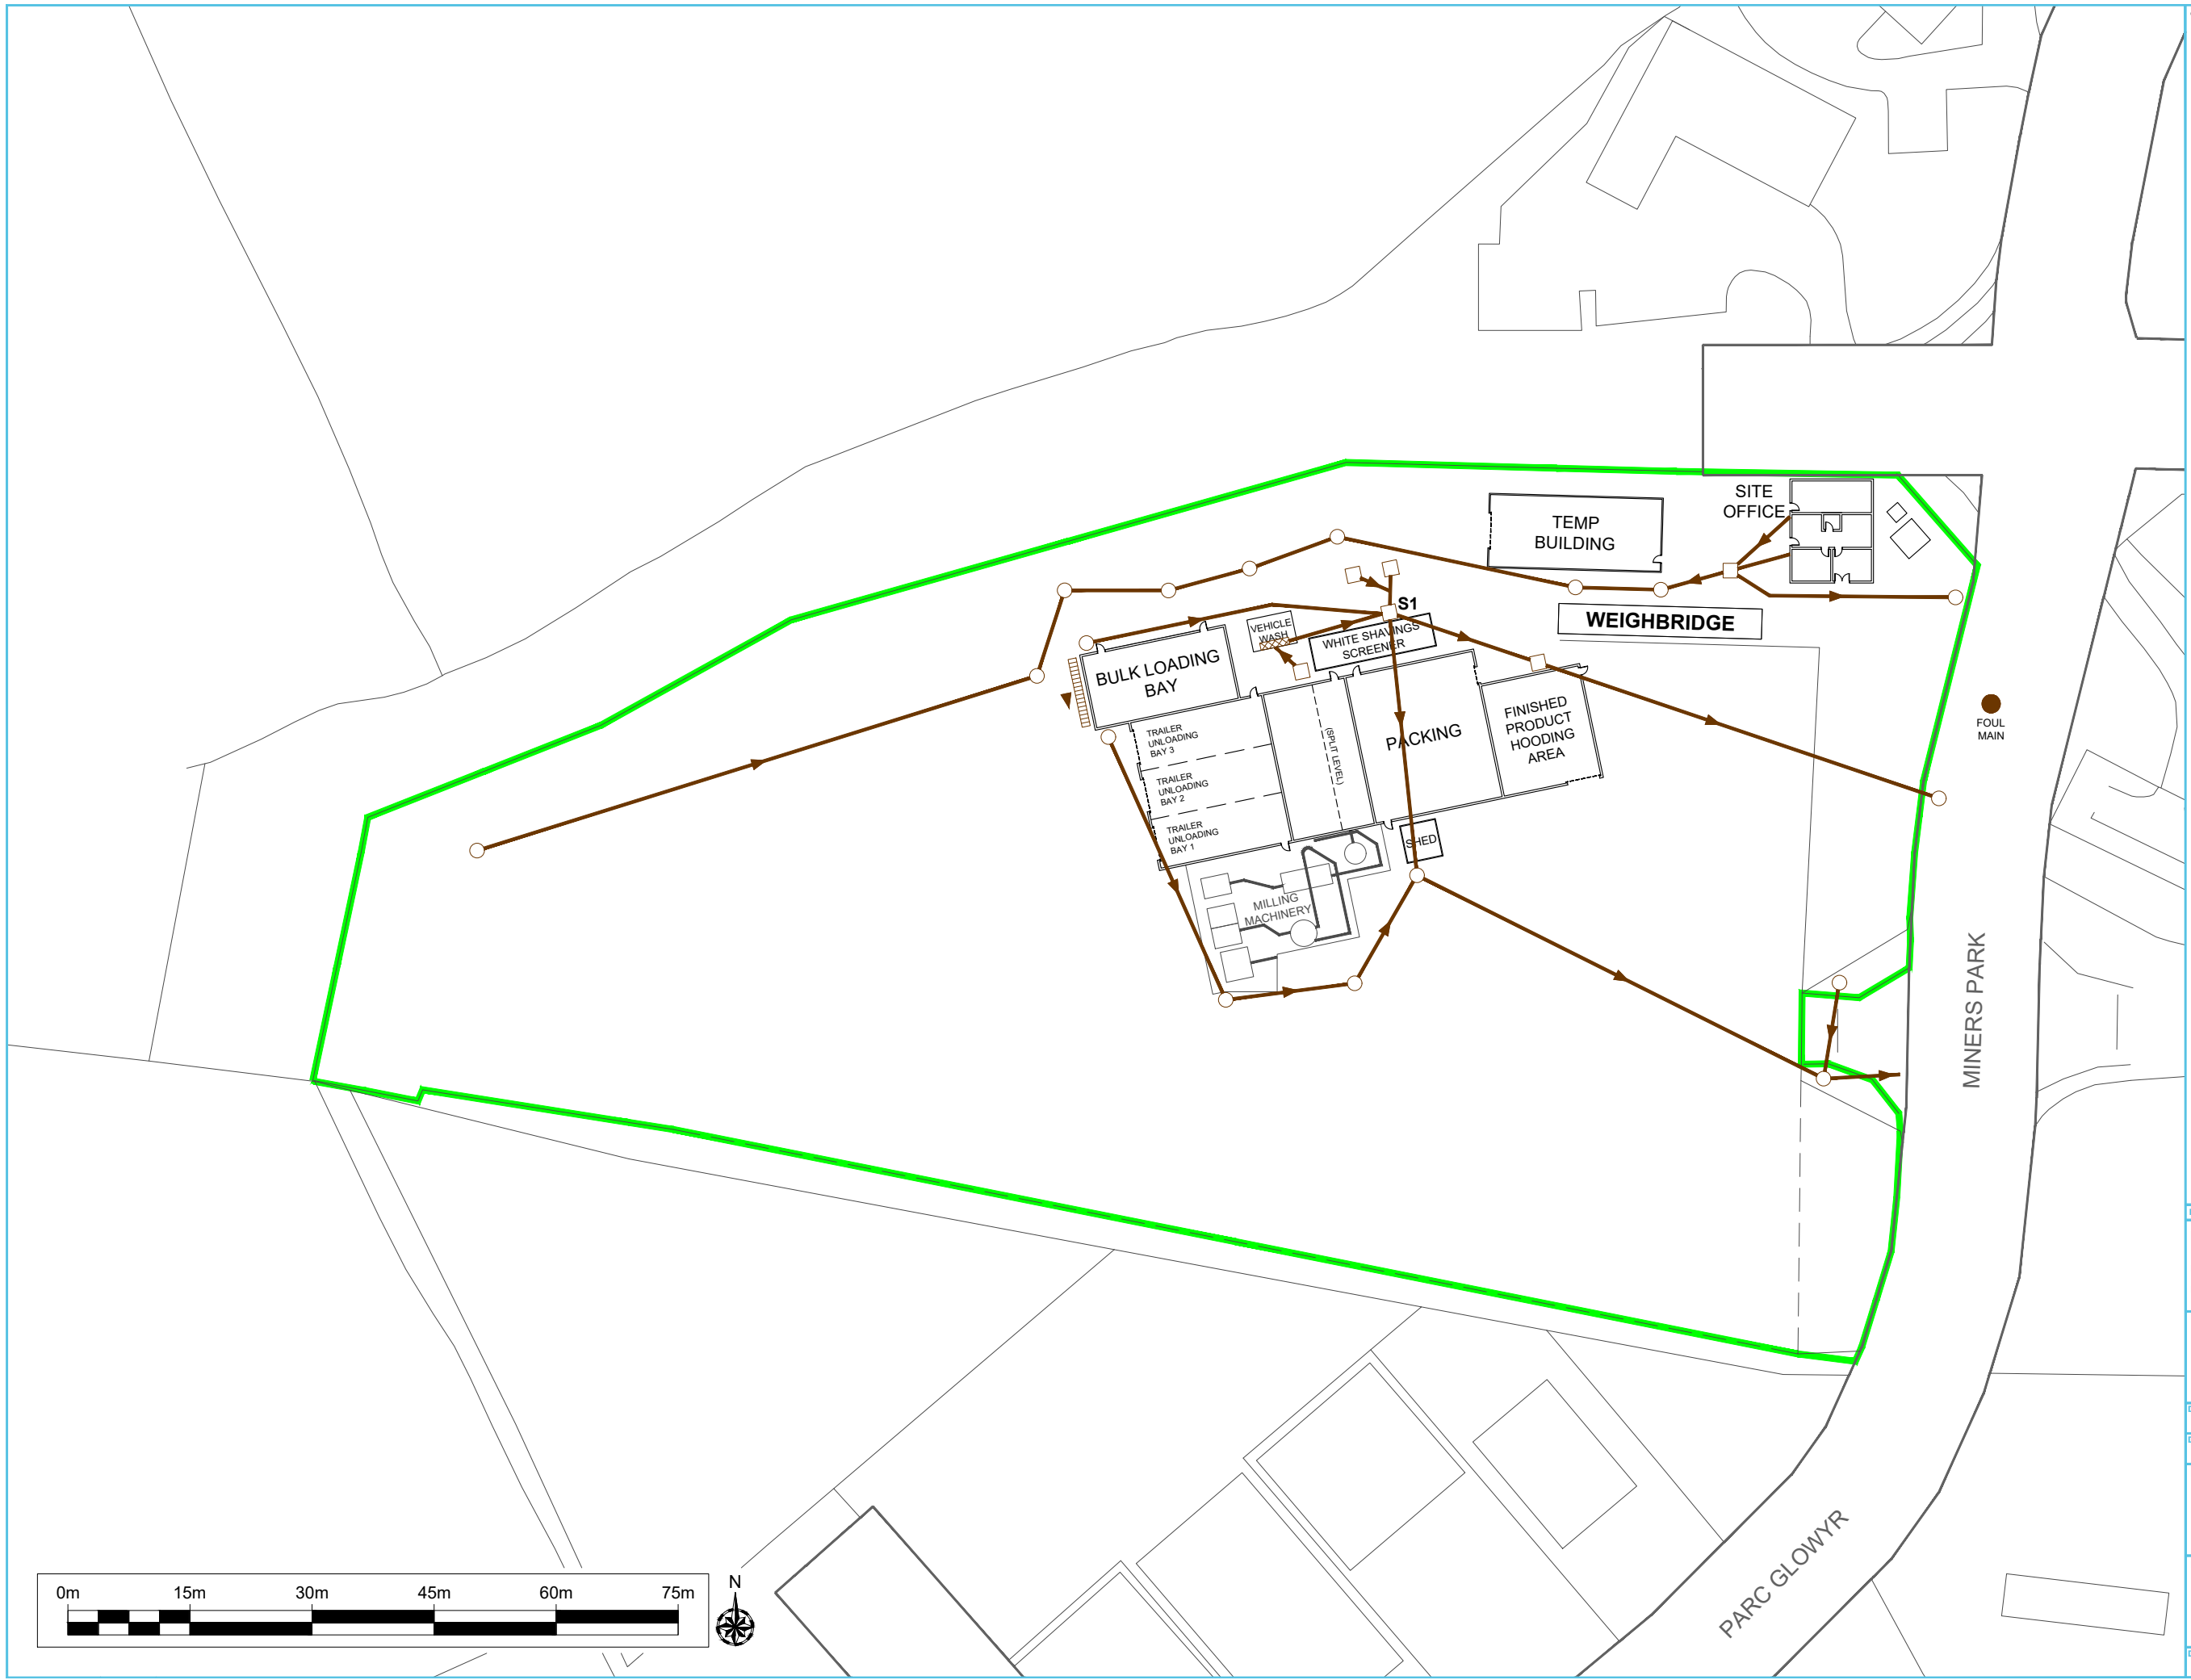 SITE
OFFICE
TEMP
BUILDING
S1
WEIGHBRIDGE
VEHICLE
WASH
WHITE SHAVINGS
SCREENER
BULK LOADING
BAY
FINISHED
PRODUCT
HOODING
AREA
FOUL
MAIN
TRAILER
UNLOADING
BAY 3
(SPLIT LEVEL)
PACKING
TRAILER
UNLOADING
BAY 2
TRAILER
UNLOADING
BAY 1
SHED
MILLING
MACHINERY
MINERS PARK
PARC GLOWYR
0m 15m 30m 45m 60m 75m
N